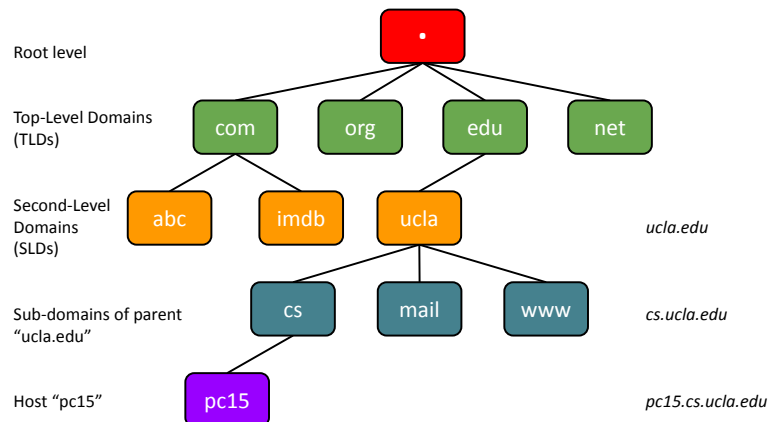 .
Root level
Top-Level Domains
(TLDs)
com
org
edu
net
Second-Level
Domains
(SLDs)
abc
imdb
ucla
ucla.edu
Sub-domains of parent
“ucla.edu”
cs
mail
www
cs.ucla.edu
Host “pc15”
pc15
pc15.cs.ucla.edu